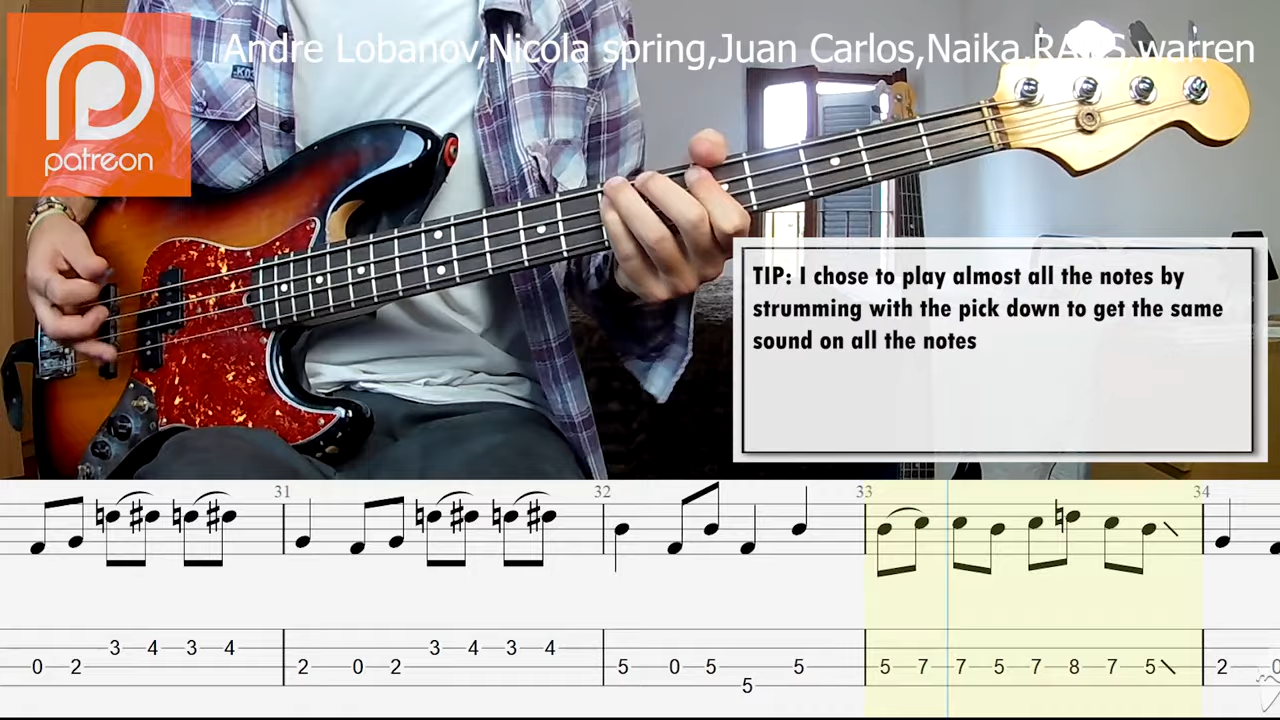 Andre Lobanov,Nicola spring,Juan Carlos,Naika,RATS,warren
patreon
TIP: I chose to play almost all the notes by
strumming with the pick down to get the same
sound on all the notes
31 32 33 34
3 4 3 4 3 4 3 4
0 2 2 0 2 5 0 5 5 5 7 7 5 7 8 7 5 2 0
5